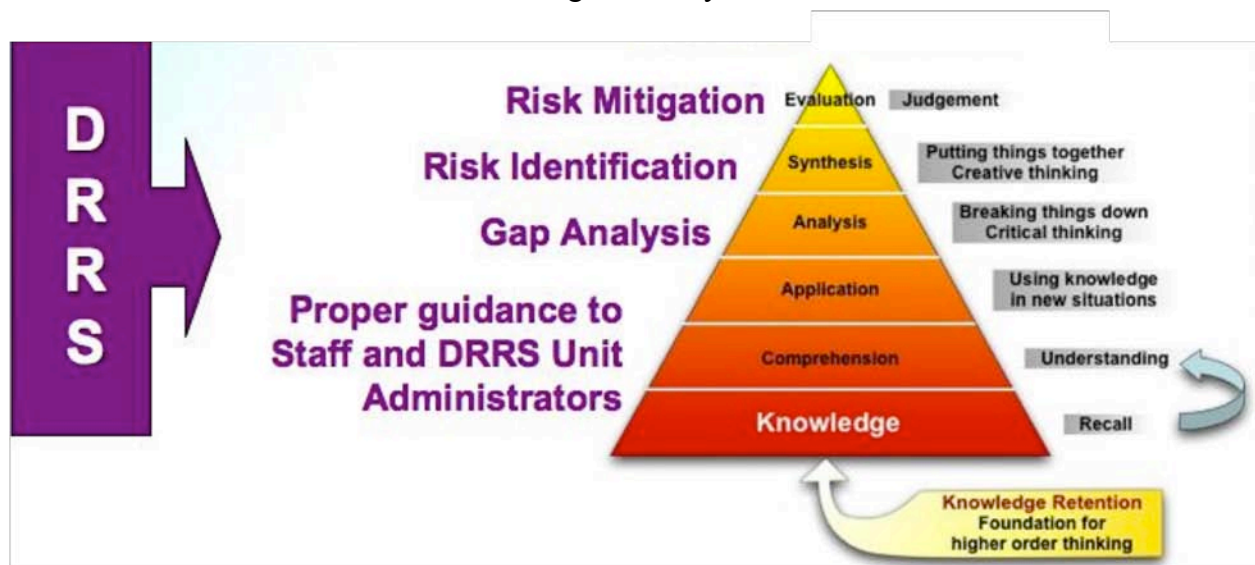 D
R
R
S
Risk Mitigation
Evaluation
Judgement
Risk Identification
Synthesis
Putting things together
Creative thinking
Gap Analysis
Analysis
Breaking things down
Critical thinking
Application
Using knowledge
in new situations
Proper guidance to
Staff and DRRS Unit
Administrators
Comprehension
Understanding
Knowledge
Recall
Knowledge Retention
Foundation for
higher order thinking